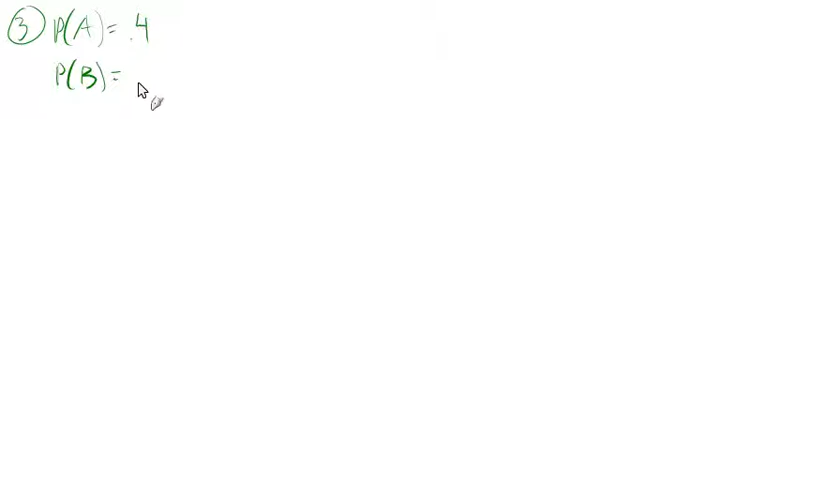 ③ P(A) = .4
P(B) =